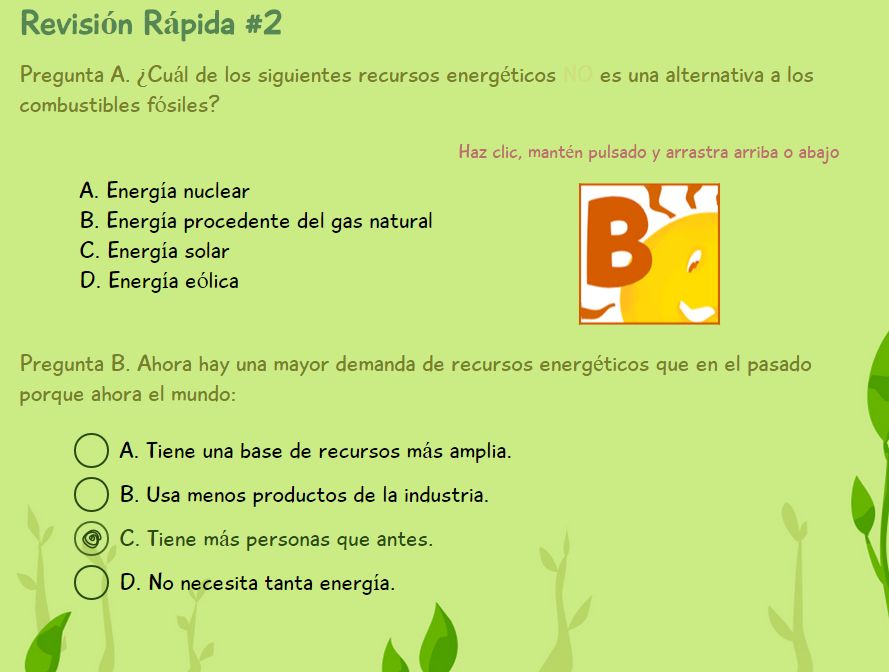 Revisión Rápida #2
Pregunta A. ¿Cuál de los siguientes recursos energéticos NO es una alternativa a los
combustibles fósiles?
Haz clic, mantén pulsado y arrastra arriba o abajo
A. Energía nuclear
B. Energía procedente del gas natural
C. Energía solar
D. Energía eólica
B
Pregunta B. Ahora hay una mayor demanda de recursos energéticos que en el pasado
porque ahora el mundo:
A. Tiene una base de recursos más amplia.
B. Usa menos productos de la industria.
C. Tiene más personas que antes.
D. No necesita tanta energía.